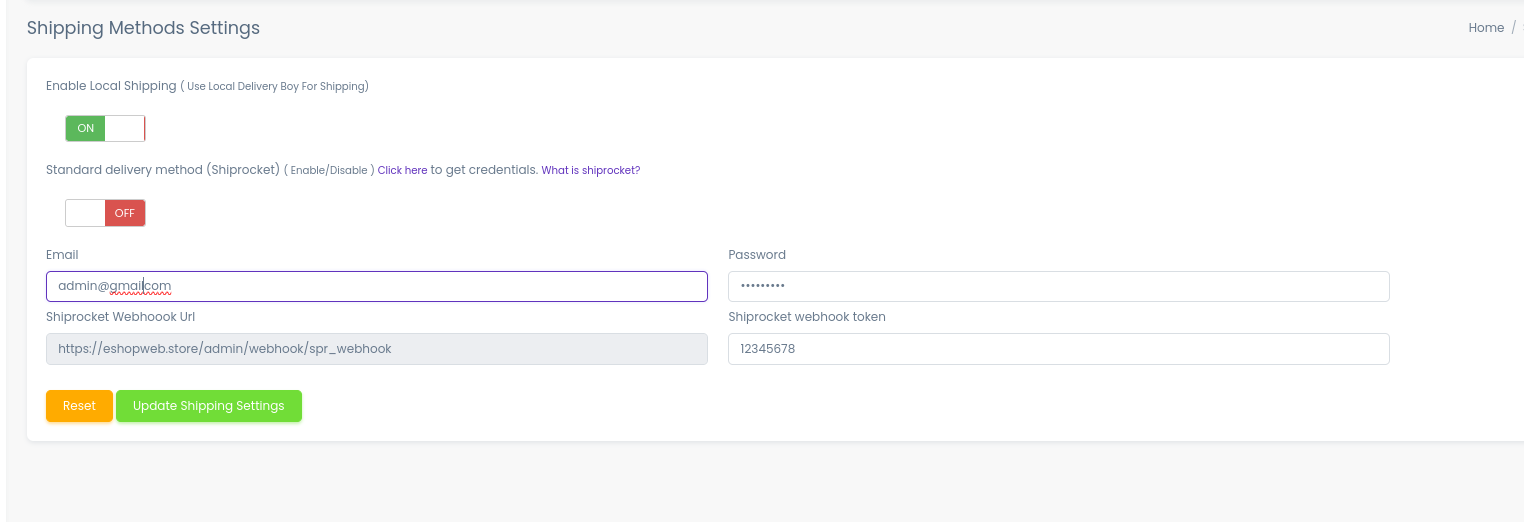 Shipping Methods Settings
Home /
Enable Local Shipping ( Use Local Delivery Boy For Shipping)
ON
Standard delivery method (Shiprocket) ( Enable/Disable ) Click here to get credentials. What is shiprocket?
OFF
Email Password
admin@gmailcom •••••••••
Shiprocket Webhoook Url Shiprocket webhook token
https://eshopweb.store/admin/webhook/spr_webhook 12345678
Reset Update Shipping Settings